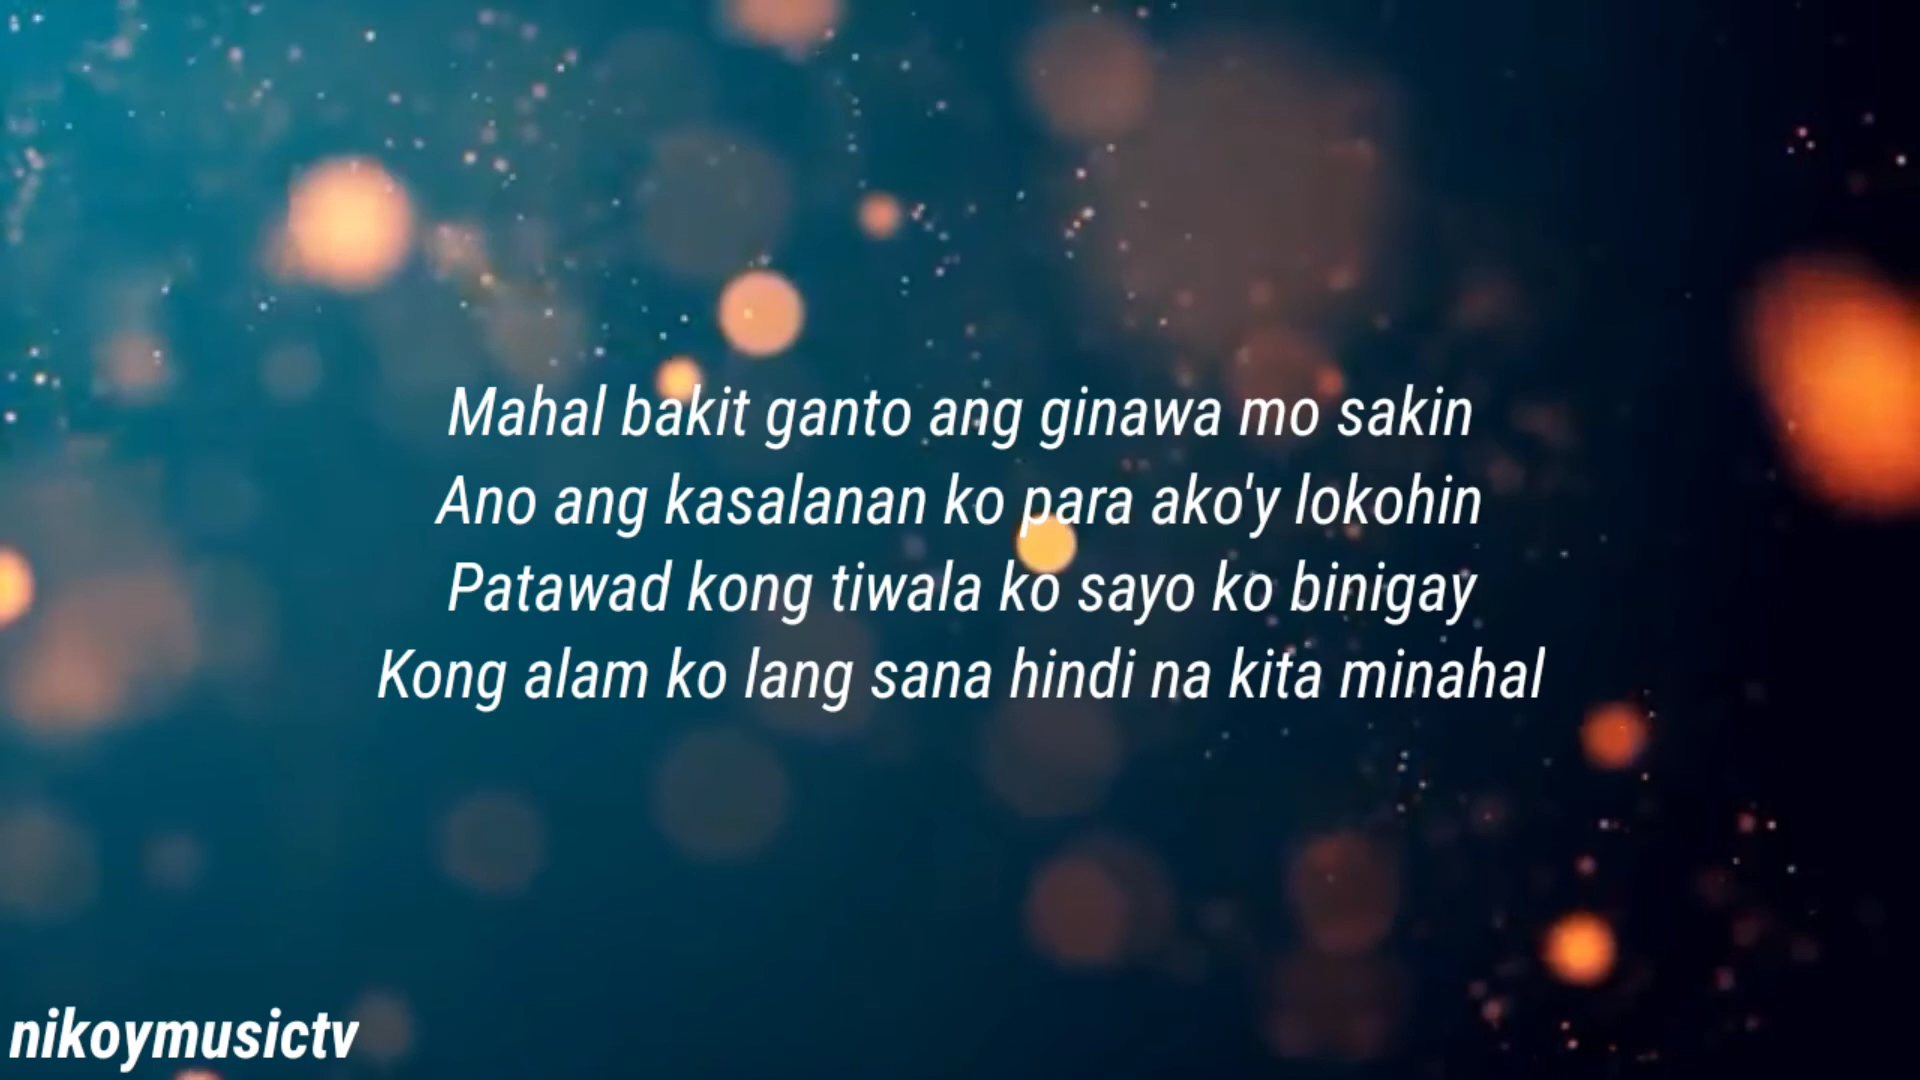 Mahal bakit ganto ang ginawa mo sakin
Ano ang kasalanan ko para ako'y lokohin
Patawad kong tiwala ko sayo ko binigay
Kong alam ko lang sana hindi na kita minahal
nikoymusictv